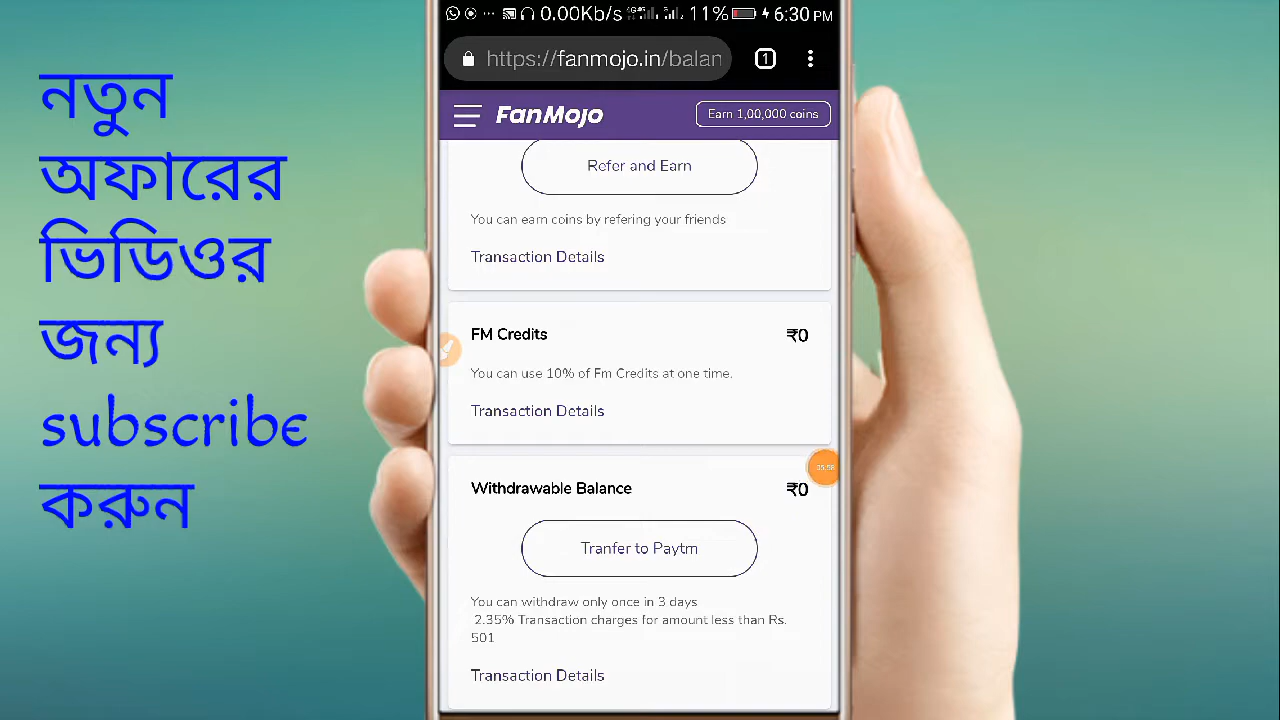 নতুন
অফারের
ভিডিওর
জন্য
subscribe
করুন
0.00Kb/s 11% 6:30 PM
https://fanmojo.in/balan 1
FanMojo Earn 1,00,000 coins
Refer and Earn
You can earn coins by refering your friends
Transaction Details
FM Credits ₹0
You can use 10% of Fm Credits at one time.
Transaction Details
Withdrawable Balance ₹0
Tranfer to Paytm
You can withdraw only once in 3 days
2.35% Transaction charges for amount less than Rs.
501
Transaction Details